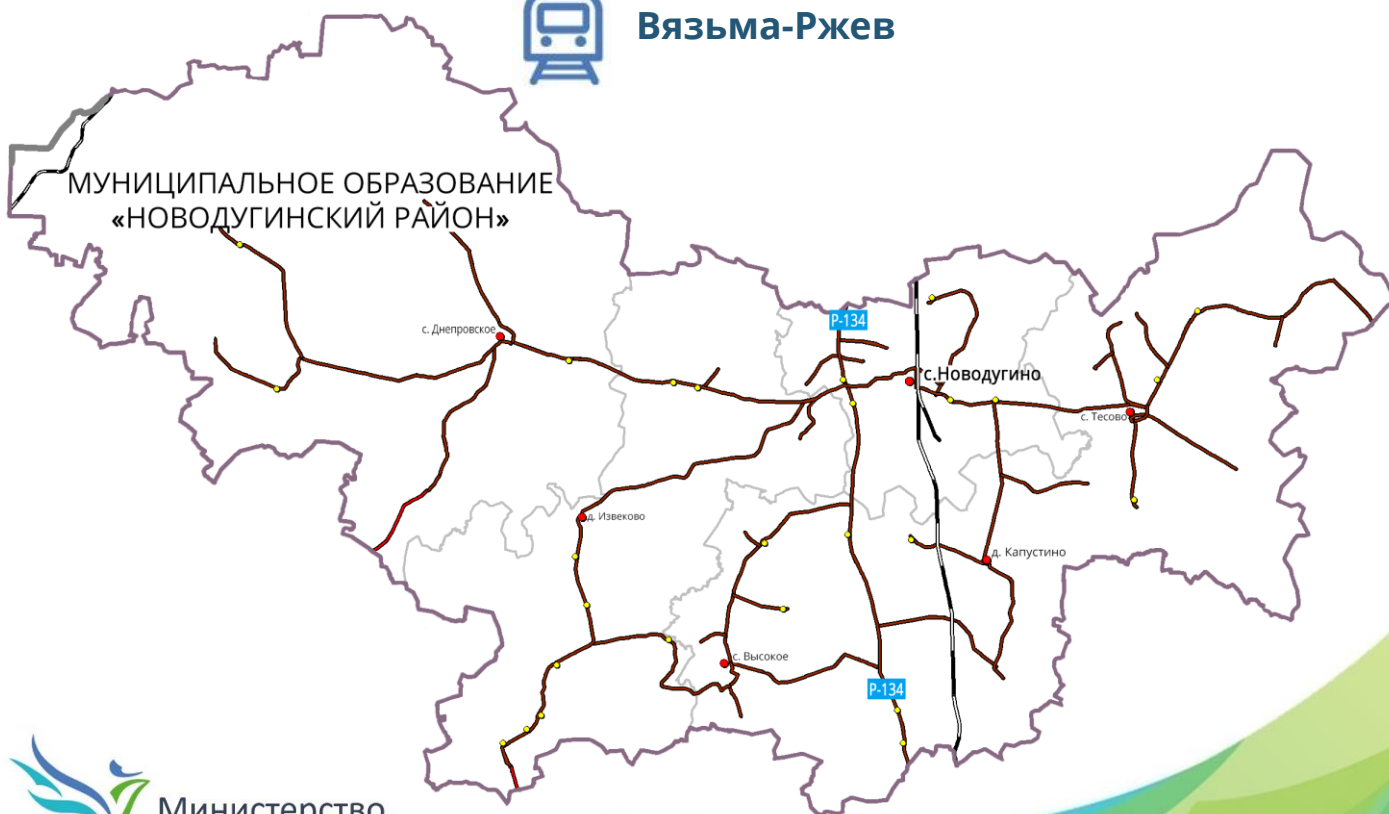 Вязьма-Ржев
МУНИЦИПАЛЬНОЕ ОБРАЗОВАНИЕ
«НОВОДУГИНСКИЙ РАЙОН»
Р-134
с. Днепровское
с.Новодугино
с. Тесово
д. Извеково
д. Капустино
с. Высокое
Р-134
Министерство